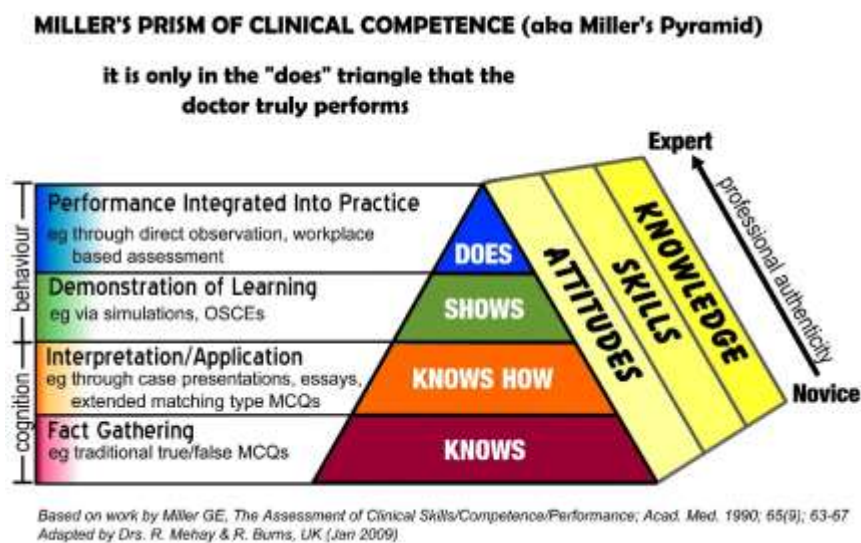 MILLER'S PRISM OF CLINICAL COMPETENCE (aka Miller's Pyramid)
it is only in the "does" triangle that the
doctor truly performs
Expert
professional authenticity
Novice
behaviour
cognition
Performance Integrated Into Practice
eg through direct observation, workplace
based assessment
DOES
Demonstration of Learning
eg via simulations, OSCEs
SHOWS
Interpretation/Application
eg through case presentations, essays,
extended matching type MCQs
KNOWS HOW
Fact Gathering
eg traditional true/false MCQs
KNOWS
ATTITUDES
SKILLS
KNOWLEDGE
Based on work by Miller GE, The Assessment of Clinical Skills/Competence/Performance; Acad. Med. 1990; 65(9); 63-67
Adapted by Drs. R. Mehay & R. Burns, UK (Jan 2009)